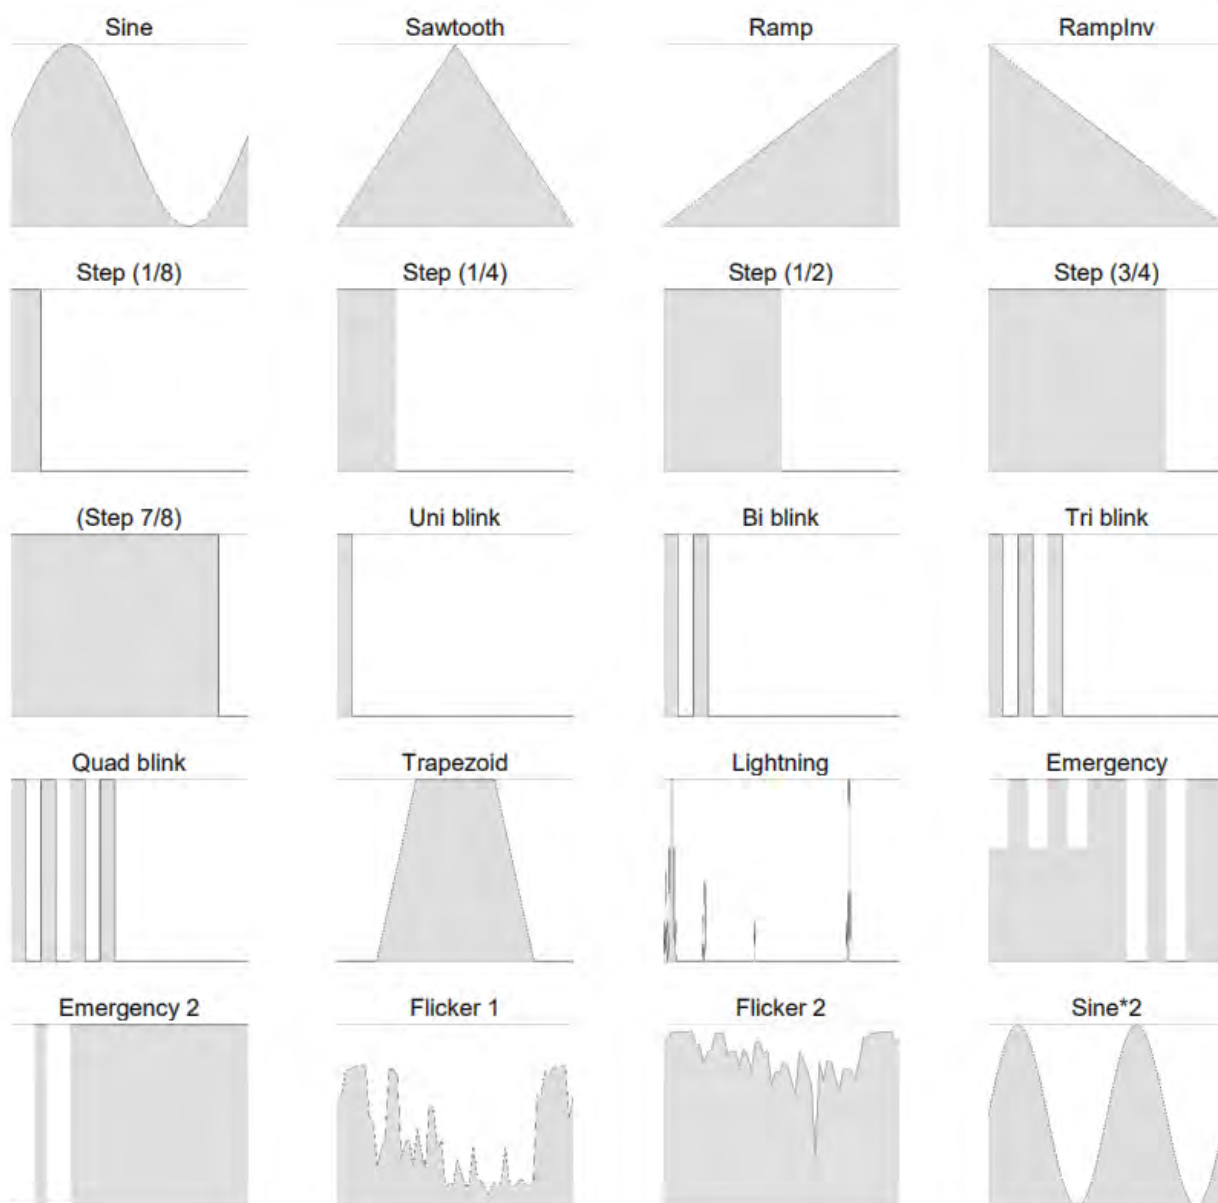 Sine Sawtooth Ramp RampInv
Step (1/8) Step (1/4) Step (1/2) Step (3/4)
(Step 7/8) Uni blink Bi blink Tri blink
Quad blink Trapezoid Lightning Emergency
Emergency 2 Flicker 1 Flicker 2 Sine*2